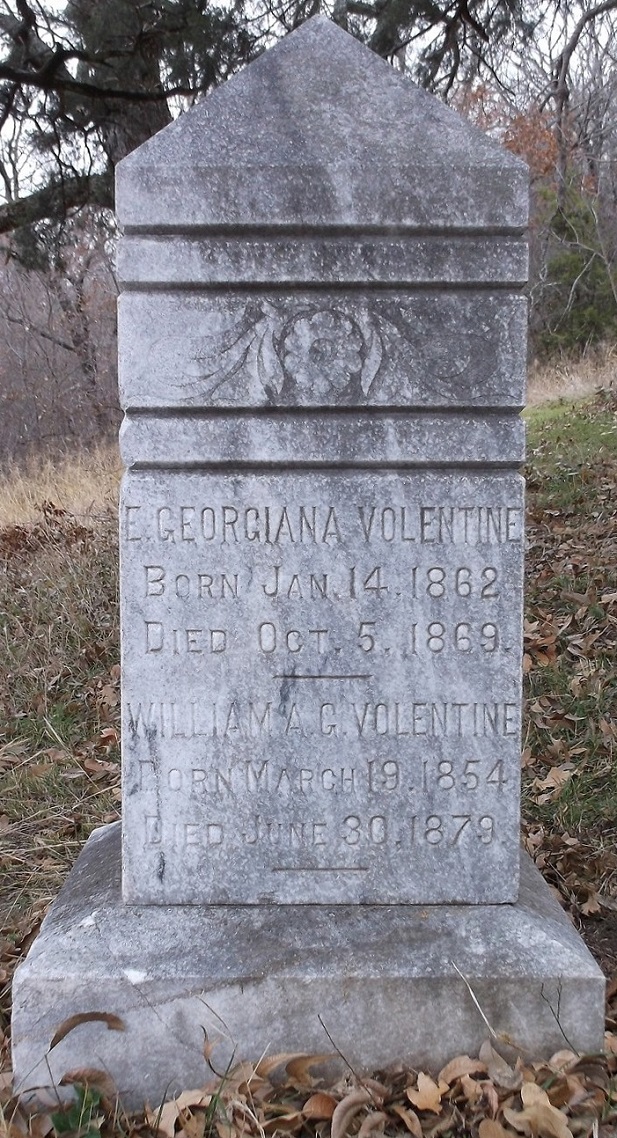 E. GEORGIANA VOLENTINE
BORN JAN. 14. 1862
DIED OCT. 5. 1869.
WILLIAM A. G. VOLENTINE
BORN MARCH 19. 1854
DIED JUNE 30. 1879.